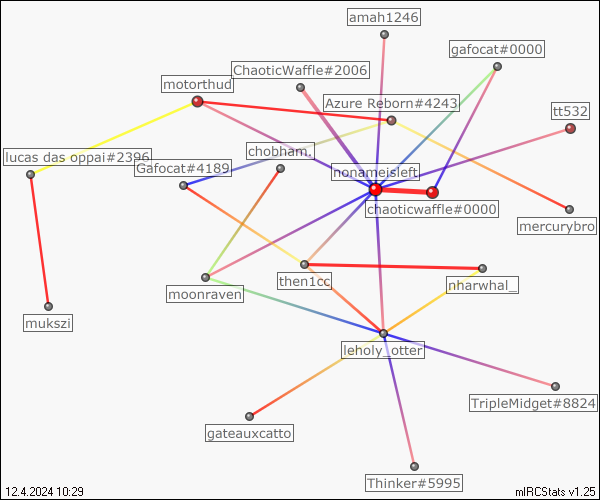 amah1246
gafocat#0000
ChaoticWaffle#2006
motorthud
Azure Reborn#4243
tt532
chobham.
lucas das oppai#2396
Gafocat#4189
nonameisleft
chaoticwaffle#0000
mercurybro
then1cc
nharwhal_
moonraven
mukszi
leholy_otter
TripleMidget#8824
gateauxcatto
Thinker#5995
12.4.2024 10:29
mIRCStats v1.25